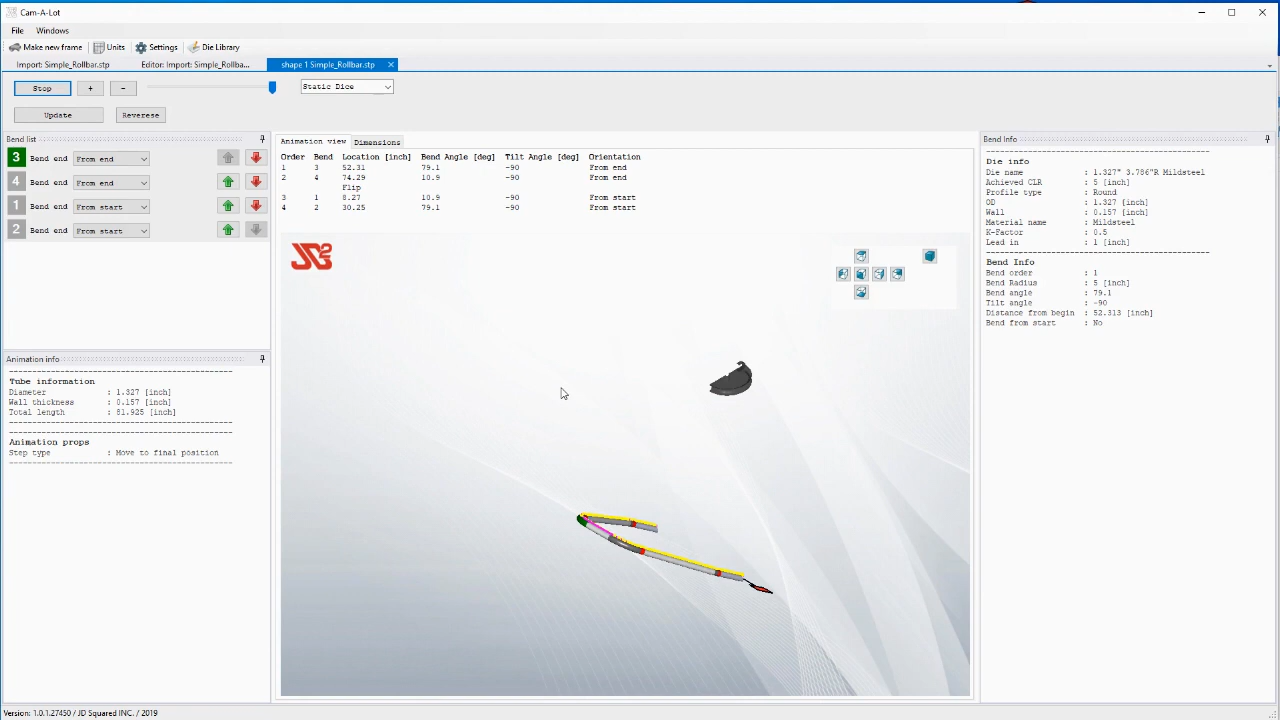 Cam-A-Lot
File Windows
Make new frame Units Settings Die Library
Import: Simple_Rollbar.stp Editor: Import: Simple_Rollba... shape 1 Simple_Rollbar.stp
Stop + - Static Dice
Update Reverese
Bend list
3 Bend end From end
4 Bend end From end
1 Bend end From start
2 Bend end From start
Animation info
Tube information
Diameter : 1.327 [inch]
Wall thickness : 0.157 [inch]
Total length : 81.925 [inch]
Animation props
Step type : Move to final position
Animation view Dimensions
Order Bend Location [inch] Bend Angle [deg] Tilt Angle [deg] Orientation
1 3 52.31 79.1 -90 From end
2 4 74.29 10.9 -90 From end
Flip
3 1 8.27 10.9 -90 From start
4 2 30.25 79.1 -90 From start
JD2
Bend Info
Die info
Die name : 1.327" 3.786"R Mildsteel
Achieved CLR : 5 [inch]
Profile type : Round
OD : 1.327 [inch]
Wall : 0.157 [inch]
Material name : Mildsteel
K-Factor : 0.5
Lead in : 1 [inch]
Bend Info
Bend order : 1
Bend Radius : 5 [inch]
Bend angle : 79.1
Tilt angle : -90
Distance from begin : 52.313 [inch]
Bend from start : No
Version: 1.0.1.27450 / JD Squared INC. / 2019